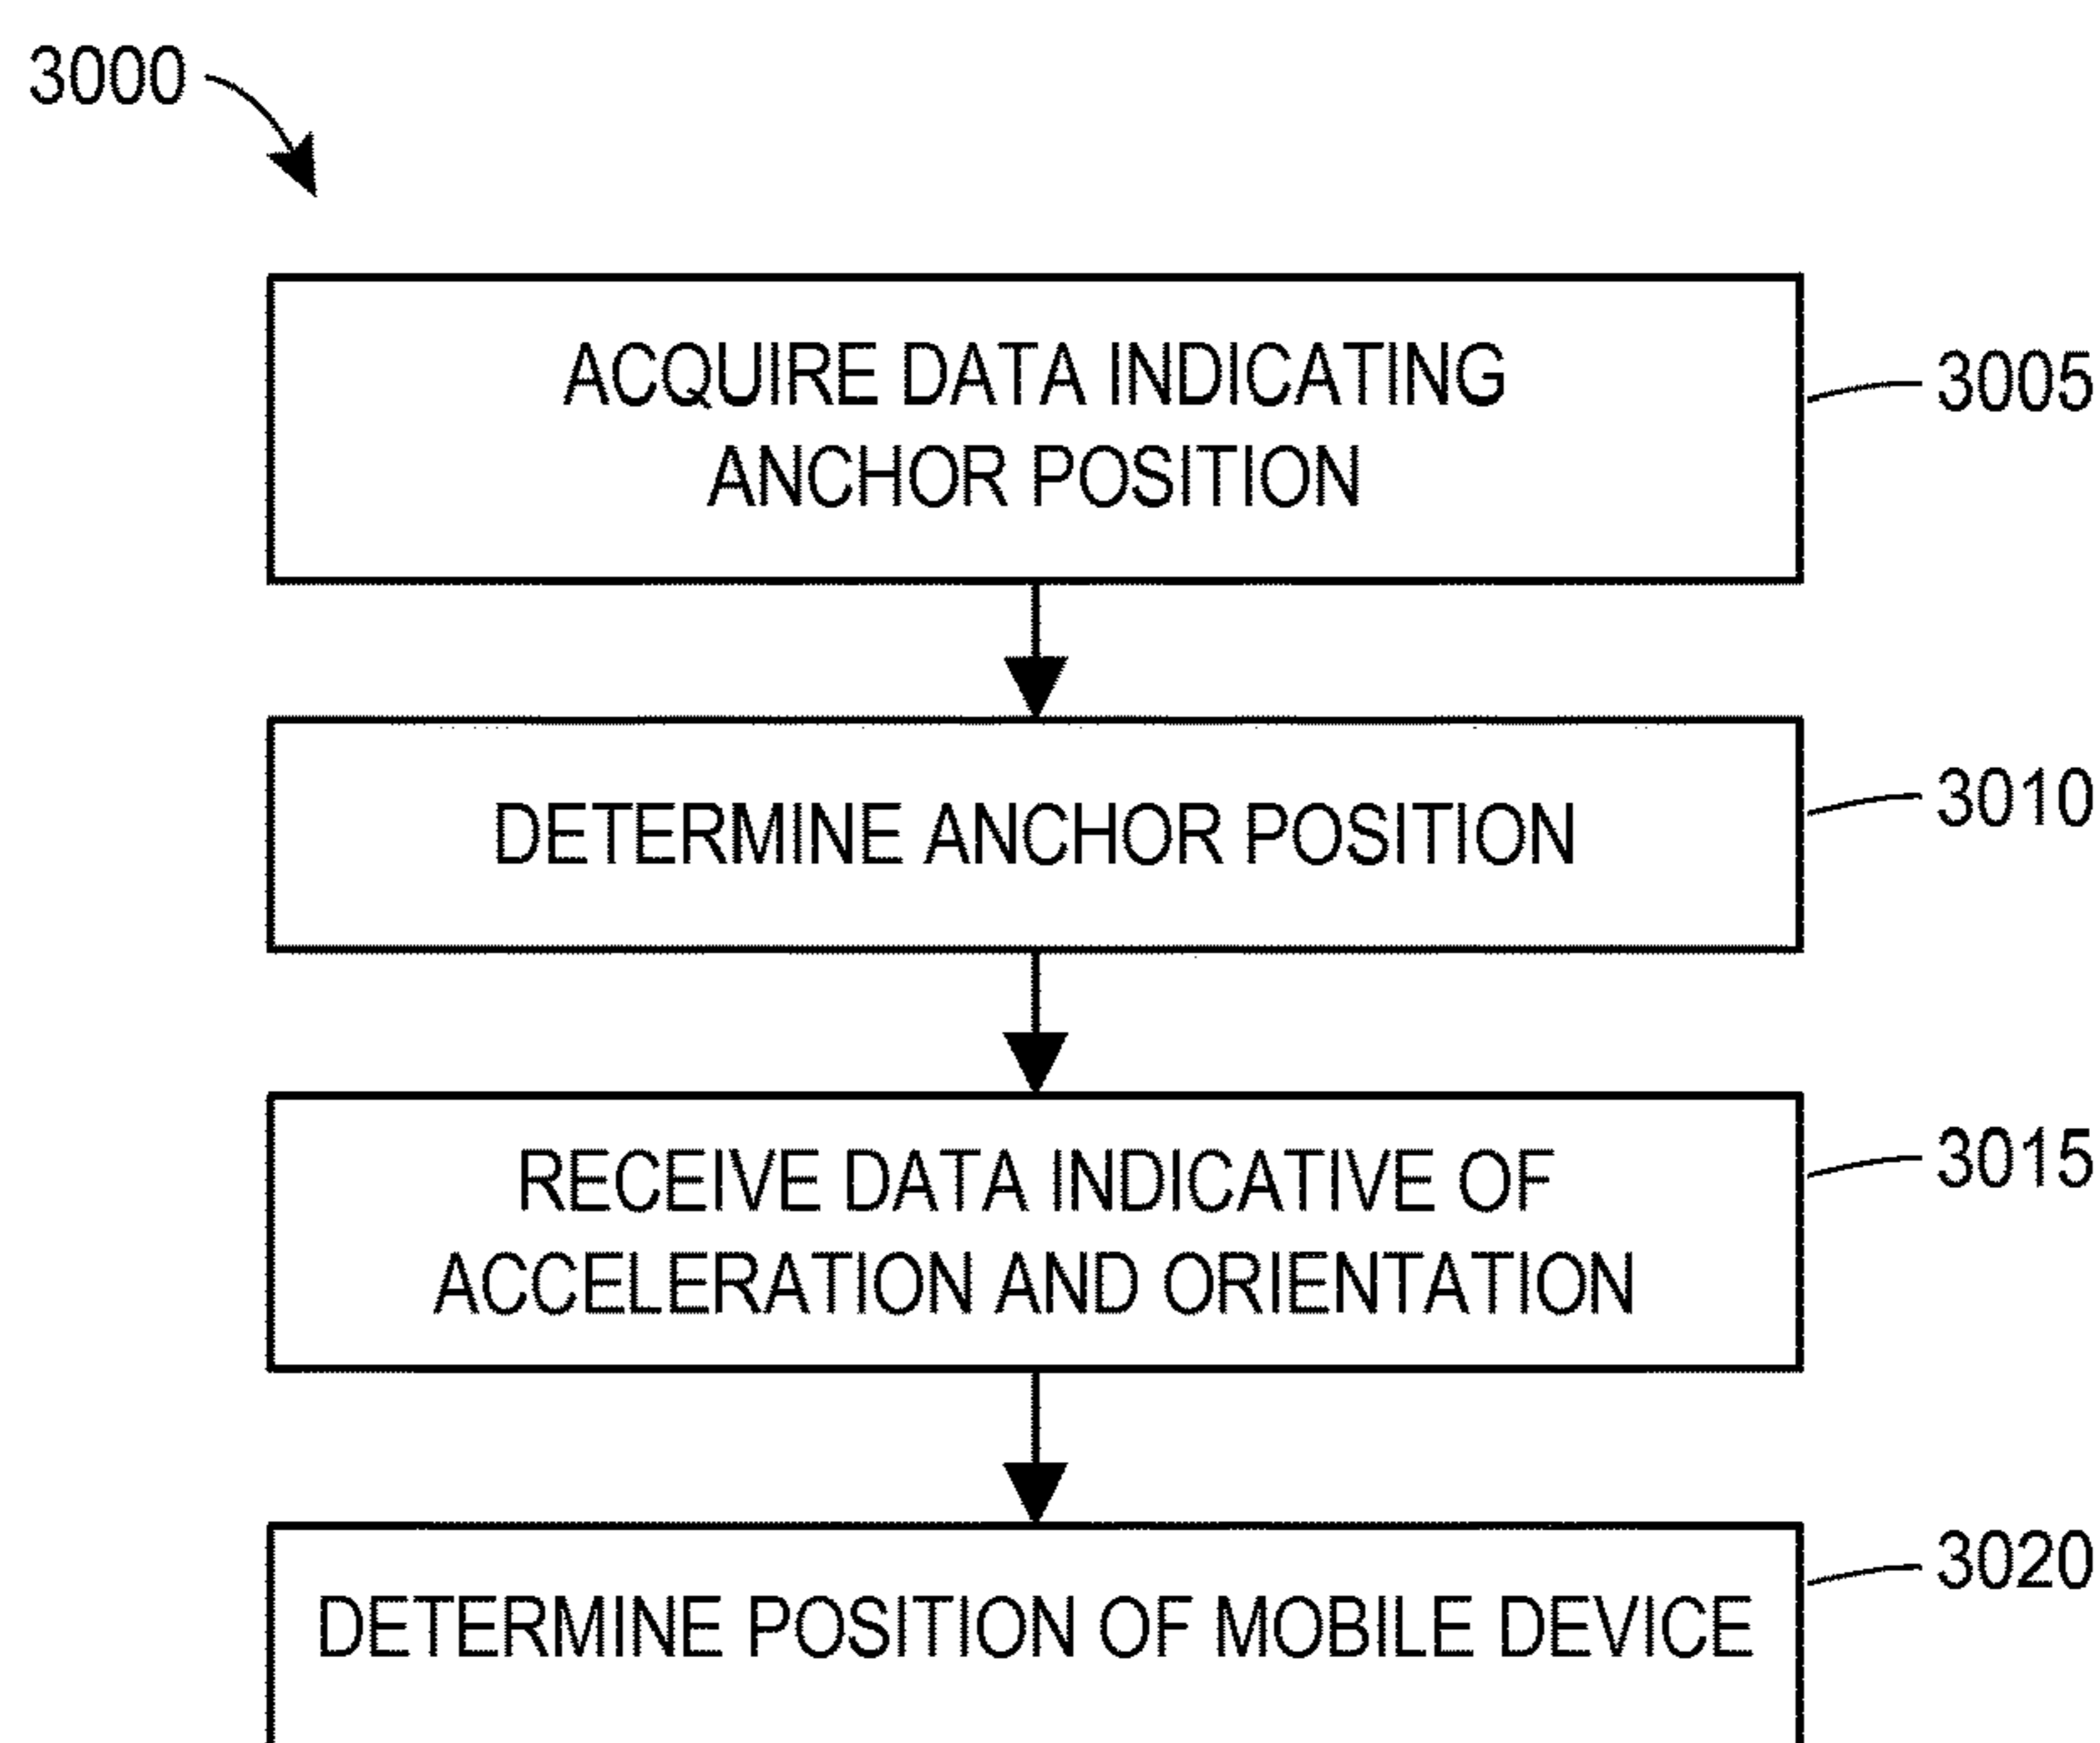 3000
ACQUIRE DATA INDICATING
ANCHOR POSITION
3005
DETERMINE ANCHOR POSITION
3010
RECEIVE DATA INDICATIVE OF
ACCELERATION AND ORIENTATION
3015
DETERMINE POSITION OF MOBILE DEVICE
3020